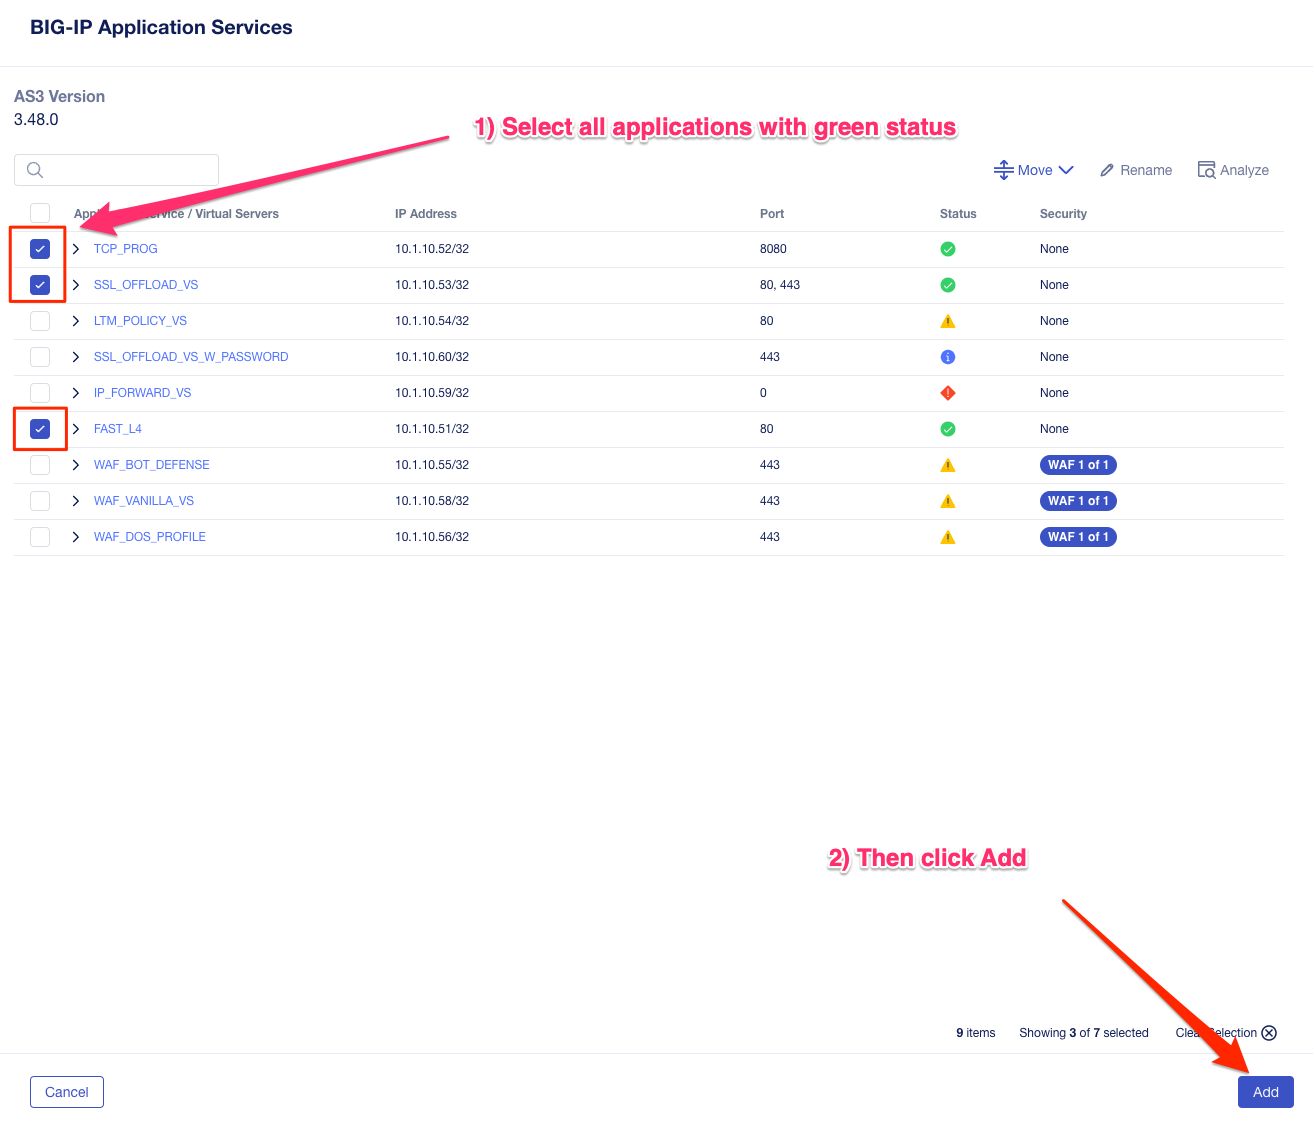 BIG-IP Application Services
AS3 Version
3.48.0
1) Select all applications with green status
Move Rename Analyze
/ Virtual Servers IP Address Port Status Security
TCP_PROG 10.1.10.52/32 8080 None
SSL_OFFLOAD_VS 10.1.10.53/32 80, 443 None
LTM_POLICY_VS 10.1.10.54/32 80 None
SSL_OFFLOAD_VS_W_PASSWORD 10.1.10.60/32 443 None
IP_FORWARD_VS 10.1.10.59/32 0 None
FAST_L4 10.1.10.51/32 80 None
WAF_BOT_DEFENSE 10.1.10.55/32 443 WAF 1 of 1
WAF_VANILLA_VS 10.1.10.58/32 443 WAF 1 of 1
WAF_DOS_PROFILE 10.1.10.56/32 443 WAF 1 of 1
2) Then click Add
9 items Showing 3 of 7 selected Clear Selection
Cancel Add